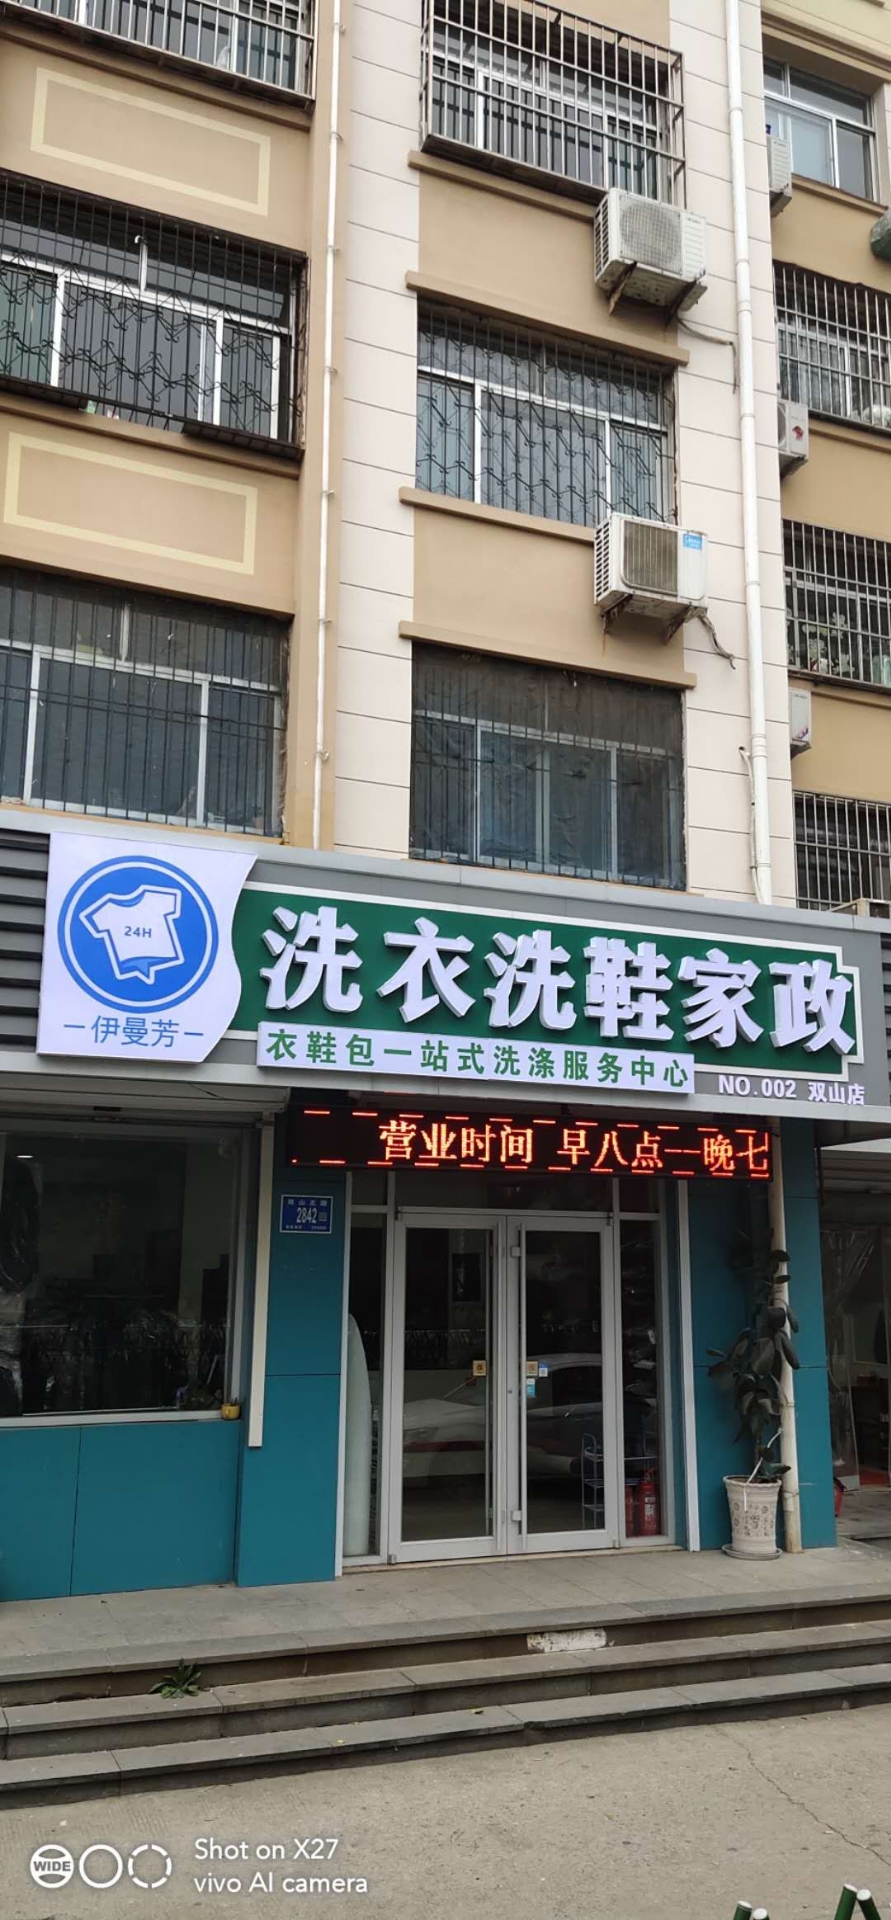 24H
伊曼芳
洗衣洗鞋家政
衣鞋包一站式洗涤服务中心
NO.002 双山店
营业时间 早八点--晚七
2842
Shot on X27
WIDE
vivo AI camera